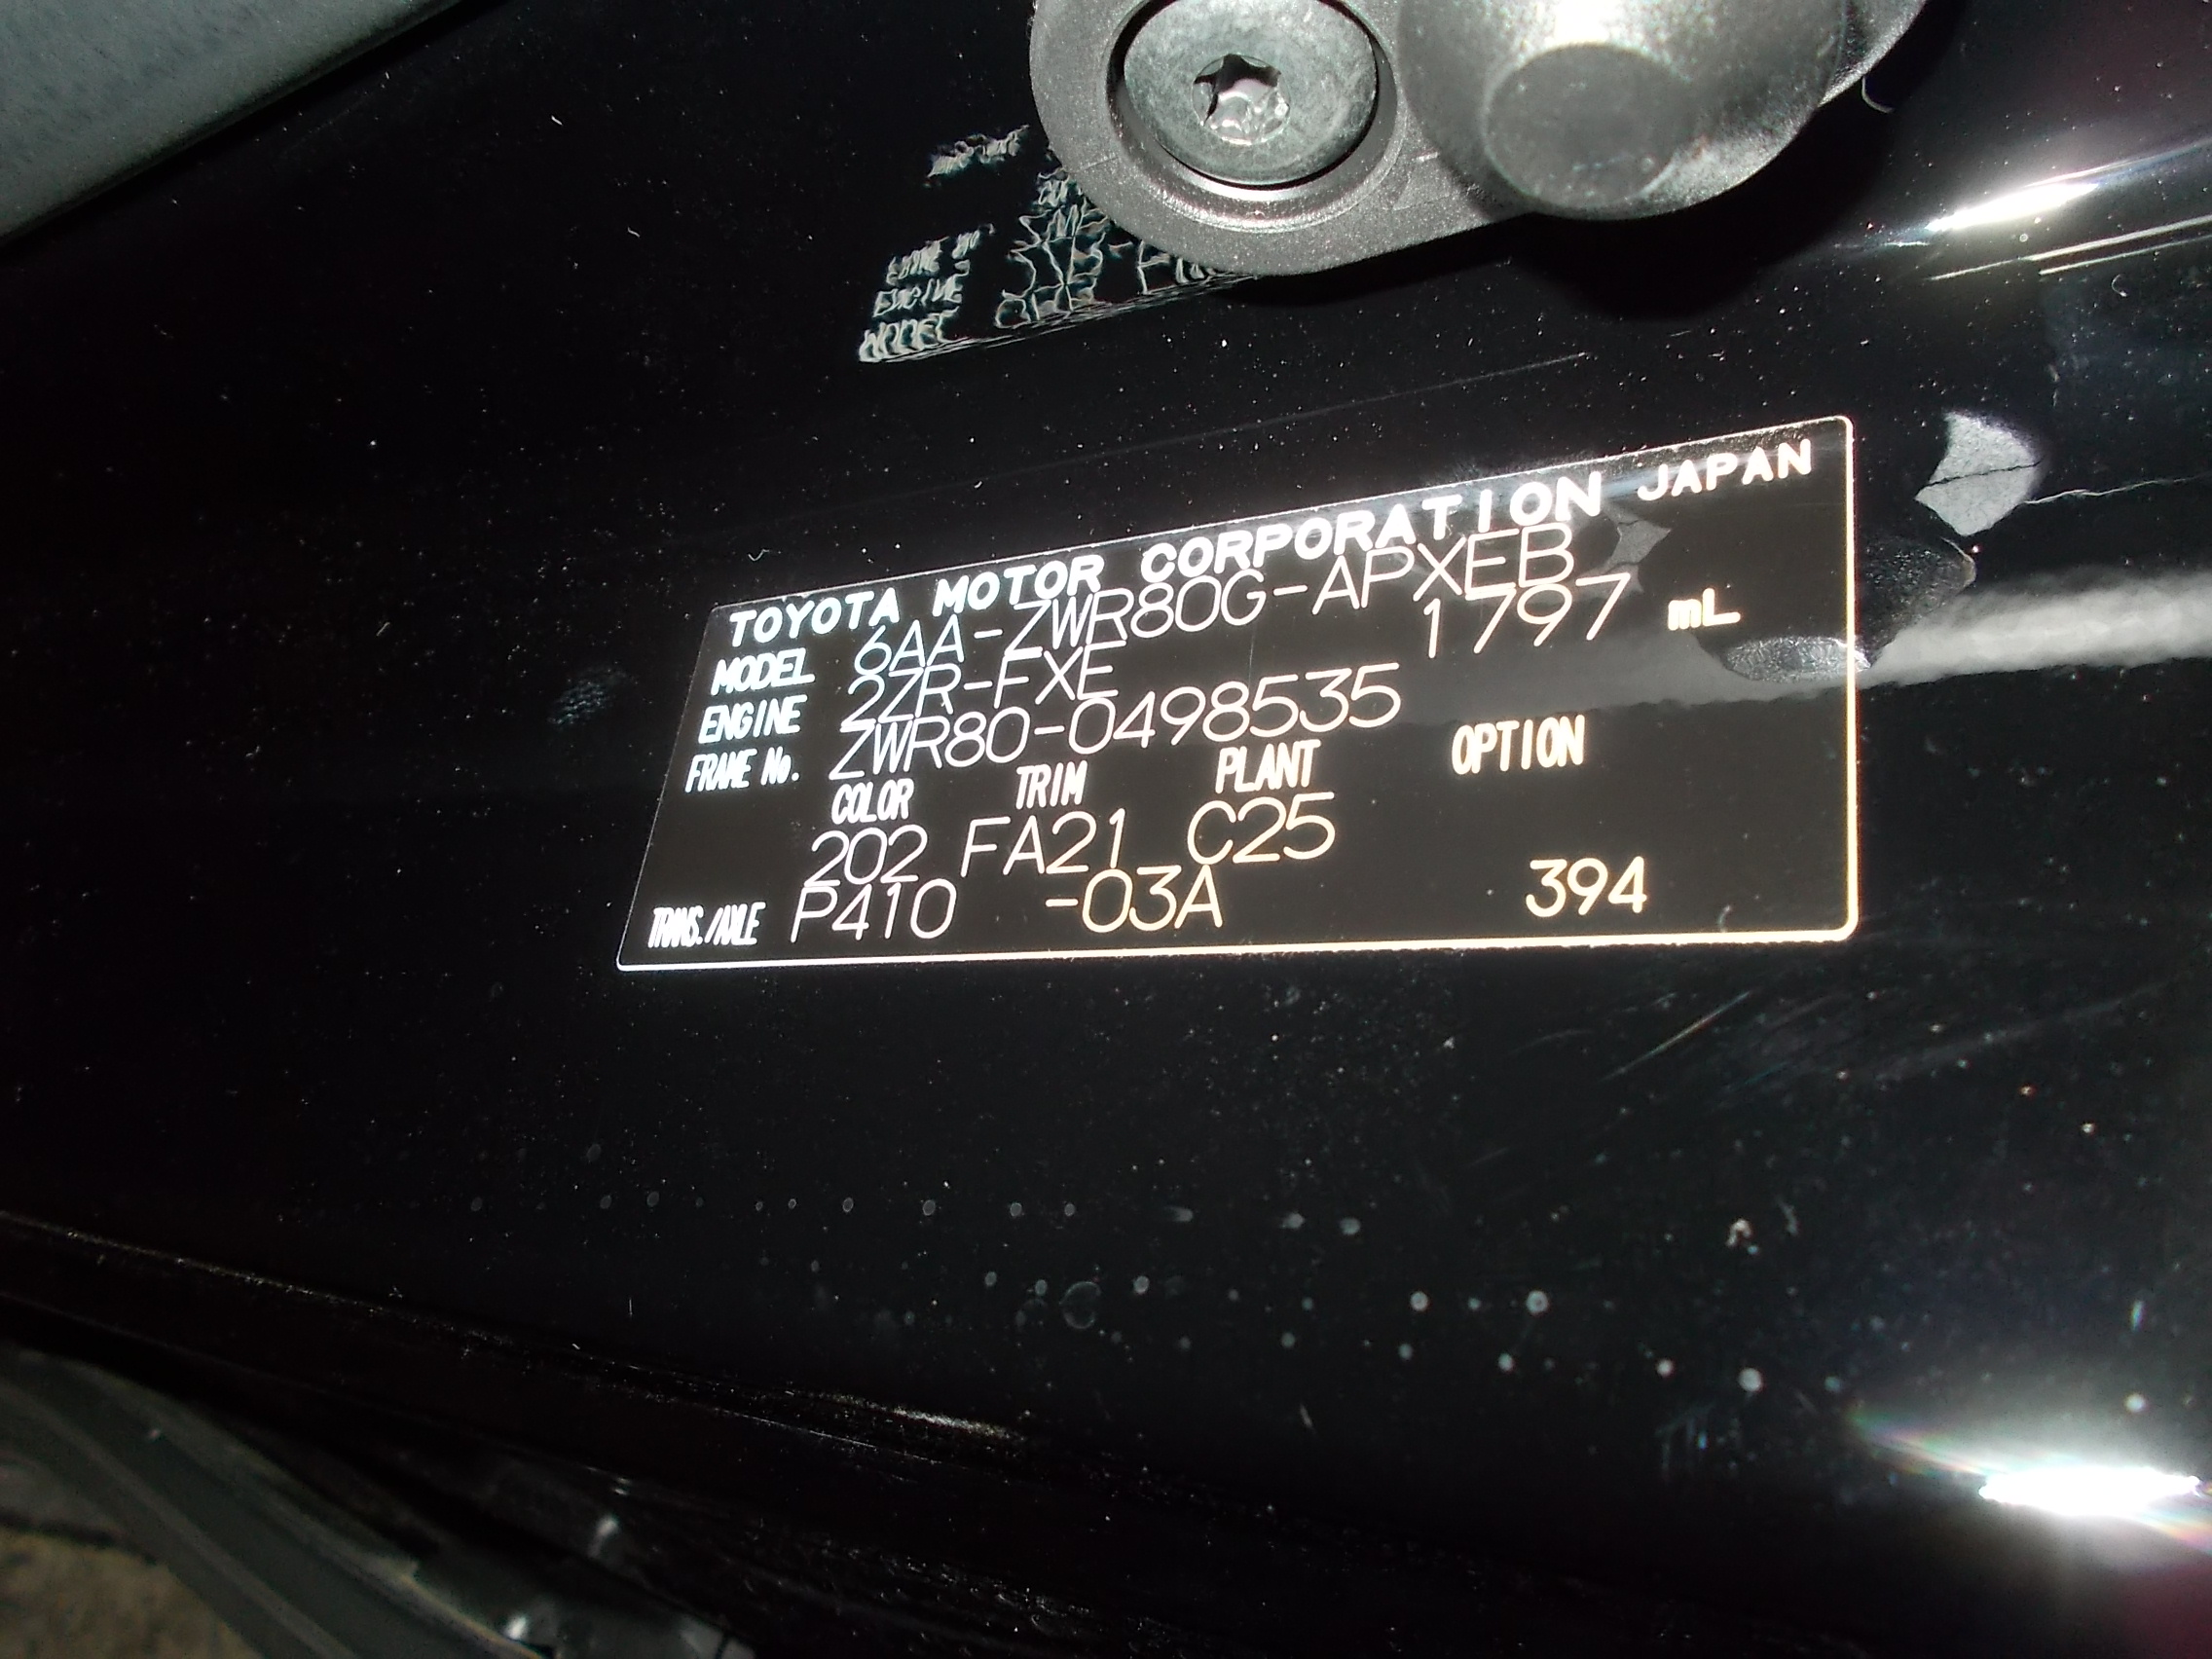 TOYOTA MOTOR CORPORATION JAPAN
MODEL 6AA-ZWR80G-APXEB
ENGINE 2ZR-FXE 1797 mL
FRAME No. ZWR80-0498535
COLOR TRIM PLANT OPTION
202 FA21 C25
TRANS./AXLE P410 -03A 394